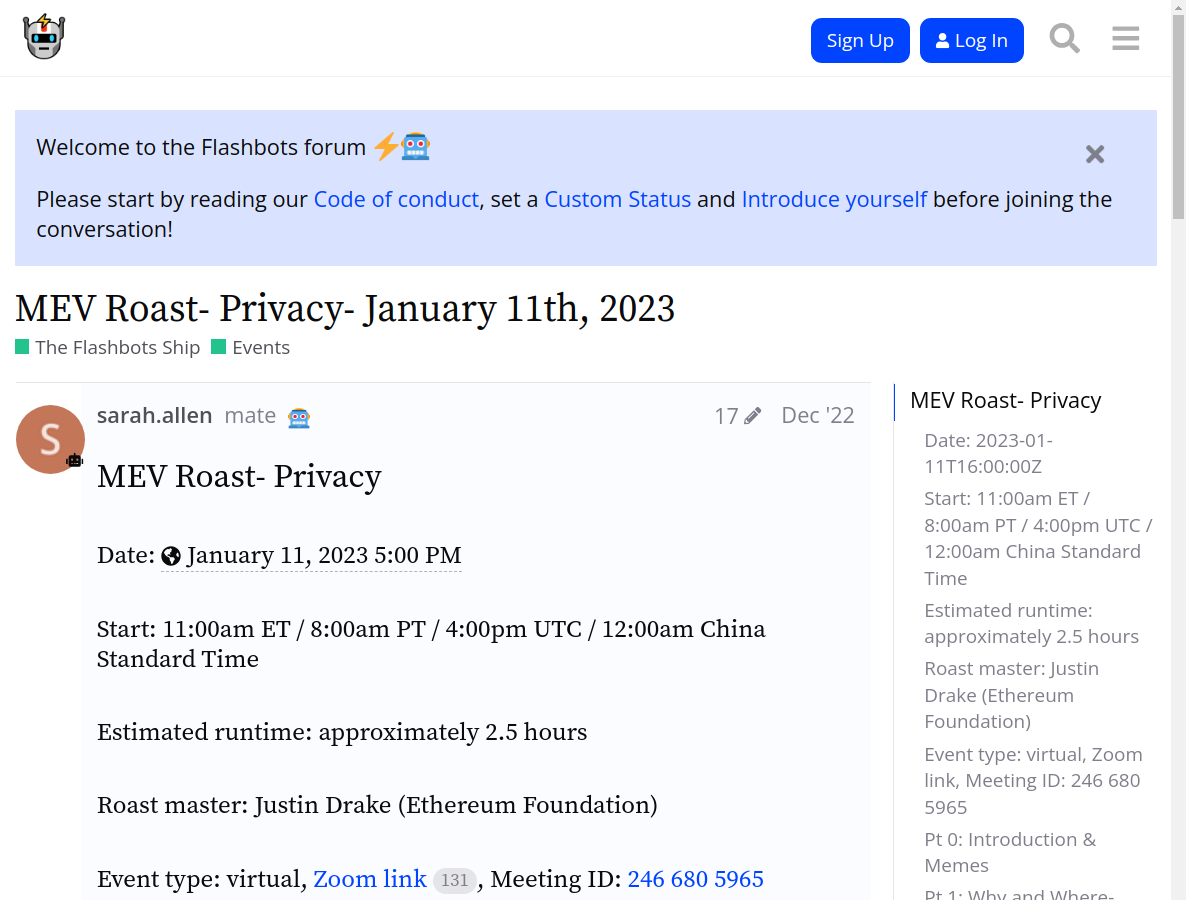 Sign Up
Log In
Welcome to the Flashbots forum
Please start by reading our Code of conduct, set a Custom Status and Introduce yourself before joining the
conversation!
MEV Roast- Privacy- January 11th, 2023
The Flashbots Ship Events
sarah.allen mate 17 Dec '22
S
MEV Roast- Privacy
Date: January 11, 2023 5:00 PM
Start: 11:00am ET / 8:00am PT / 4:00pm UTC / 12:00am China
Standard Time
Estimated runtime: approximately 2.5 hours
Roast master: Justin Drake (Ethereum Foundation)
Event type: virtual, Zoom link 131, Meeting ID: 246 680 5965
MEV Roast- Privacy
Date: 2023-01-
11T16:00:00Z
Start: 11:00am ET /
8:00am PT / 4:00pm UTC /
12:00am China Standard
Time
Estimated runtime:
approximately 2.5 hours
Roast master: Justin
Drake (Ethereum
Foundation)
Event type: virtual, Zoom
link, Meeting ID: 246 680
5965
Pt 0: Introduction &
Memes
Pt 1: Why and Where-